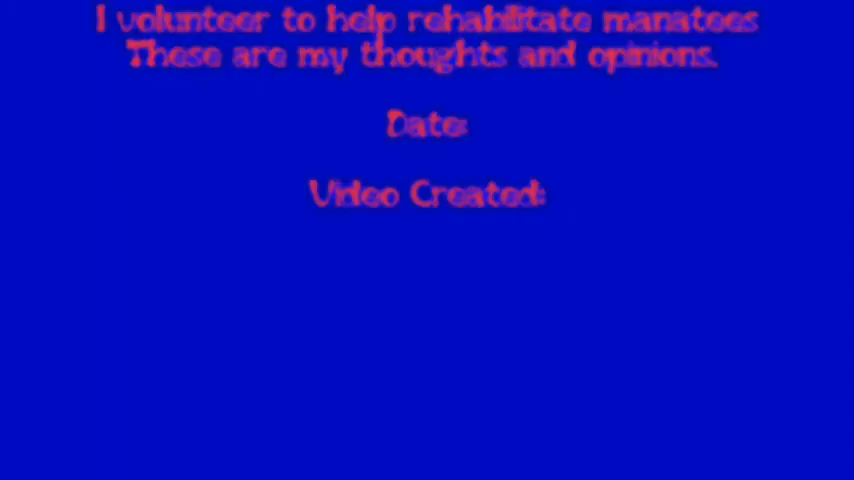 I volunteer to help rehabilitate manatees
These are my thoughts and opinions.
Date:
Video Created: